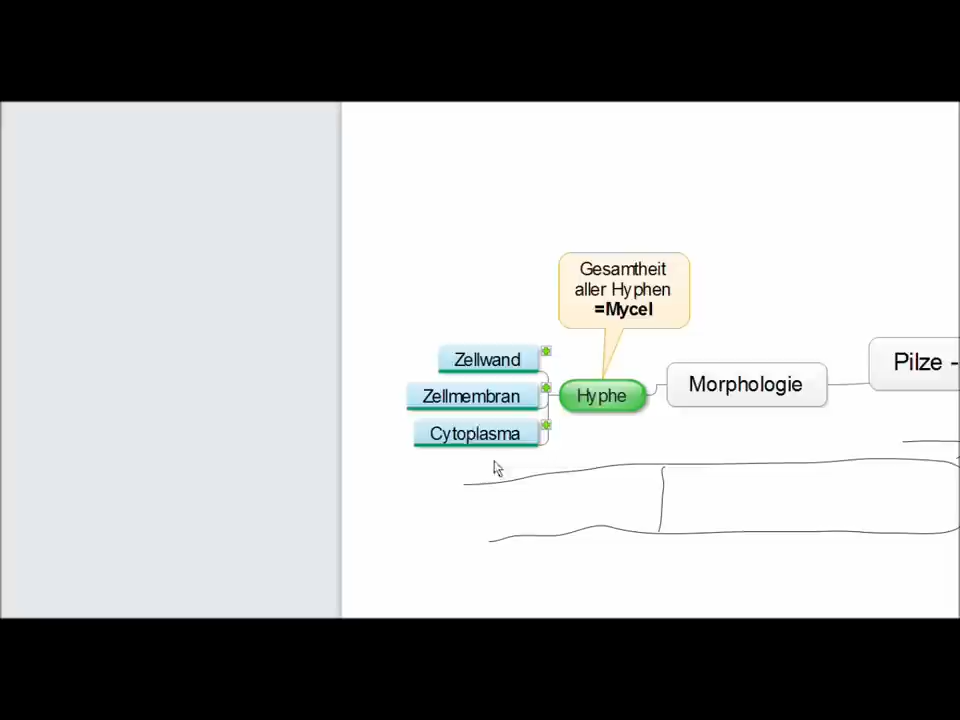 Gesamtheit
aller Hyphen
=Mycel
Zellwand
Zellmembran
Cytoplasma
Hyphe
Morphologie
Pilze -